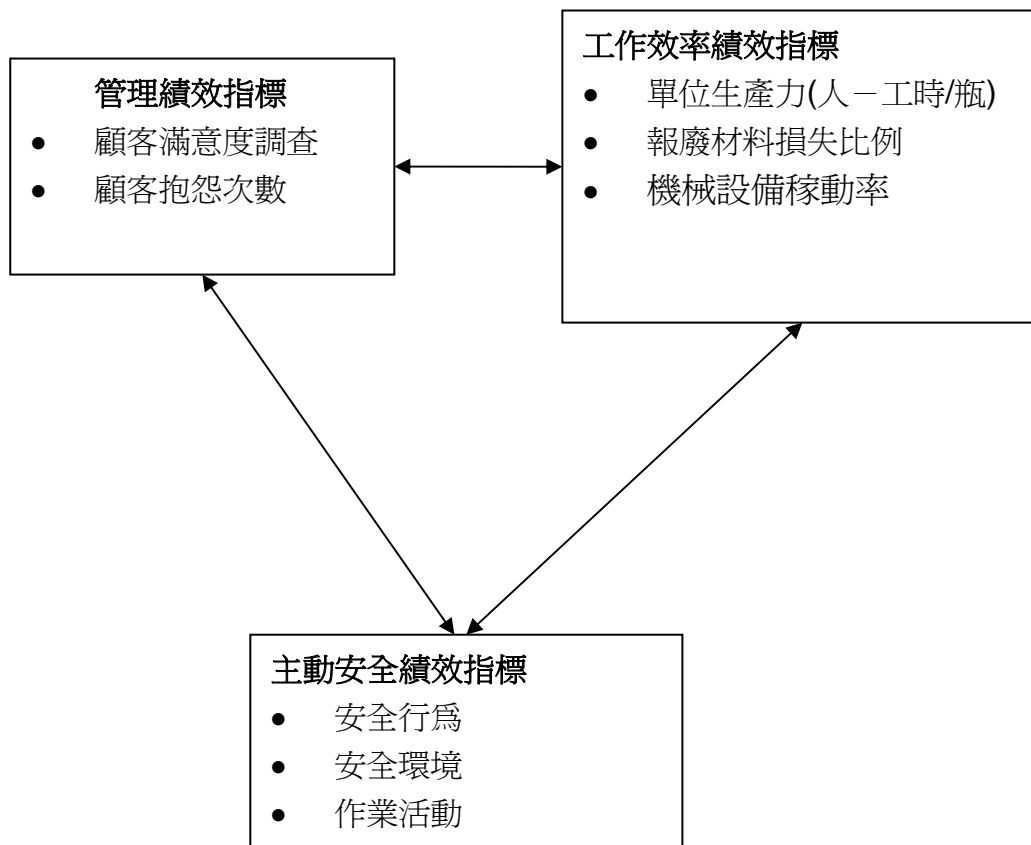 管理績效指標
● 顧客滿意度調查
● 顧客抱怨次數
工作效率績效指標
● 單位生產力(人－工時/瓶)
● 報廢材料損失比例
● 機械設備稼動率
主動安全績效指標
● 安全行為
● 安全環境
● 作業活動